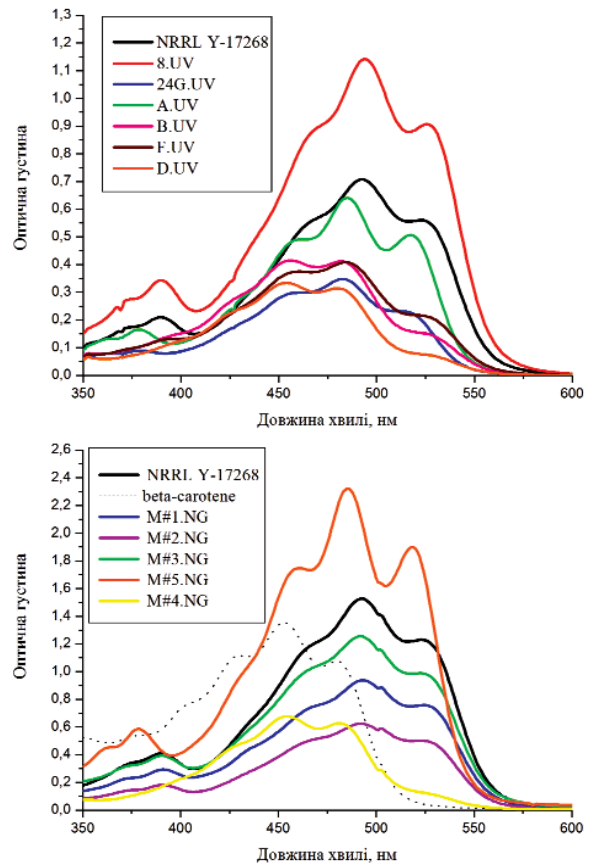 1,3
1,2
1,1
1,0
0,9
0,8
0,7
0,6
0,5
0,4
0,3
0,2
0,1
0,0
Оптична густина
NRRL Y-17268
8.UV
24G.UV
A.UV
B.UV
F.UV
D.UV
350 400 450 500 550 600
Довжина хвилі, нм
2,6
2,4
2,2
2,0
1,8
1,6
1,4
1,2
1,0
0,8
0,6
0,4
0,2
0,0
Оптична густина
NRRL Y-17268
beta-carotene
M#1.NG
M#2.NG
M#3.NG
M#5.NG
M#4.NG
350 400 450 500 550 600
Довжина хвилі, нм